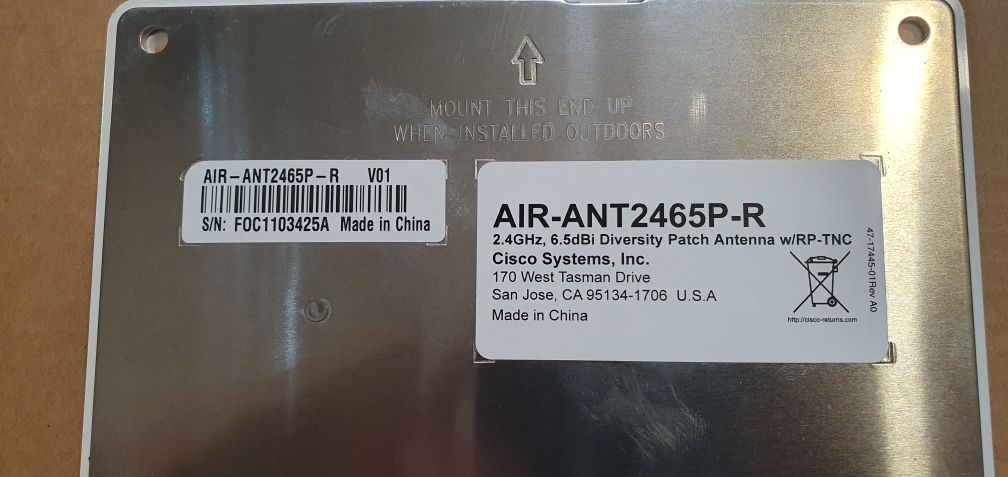 MOUNT THIS END UP
WHEN INSTALLED OUTDOORS
AIR-ANT2465P-R V01
S/N: FOC1103425A Made in China
AIR-ANT2465P-R
2.4GHz, 6.5dBi Diversity Patch Antenna w/RP-TNC
Cisco Systems, Inc.
170 West Tasman Drive
San Jose, CA 95134-1706 U.S.A
Made in China
http://cisco-returns.com
47-17445-01Rev A0